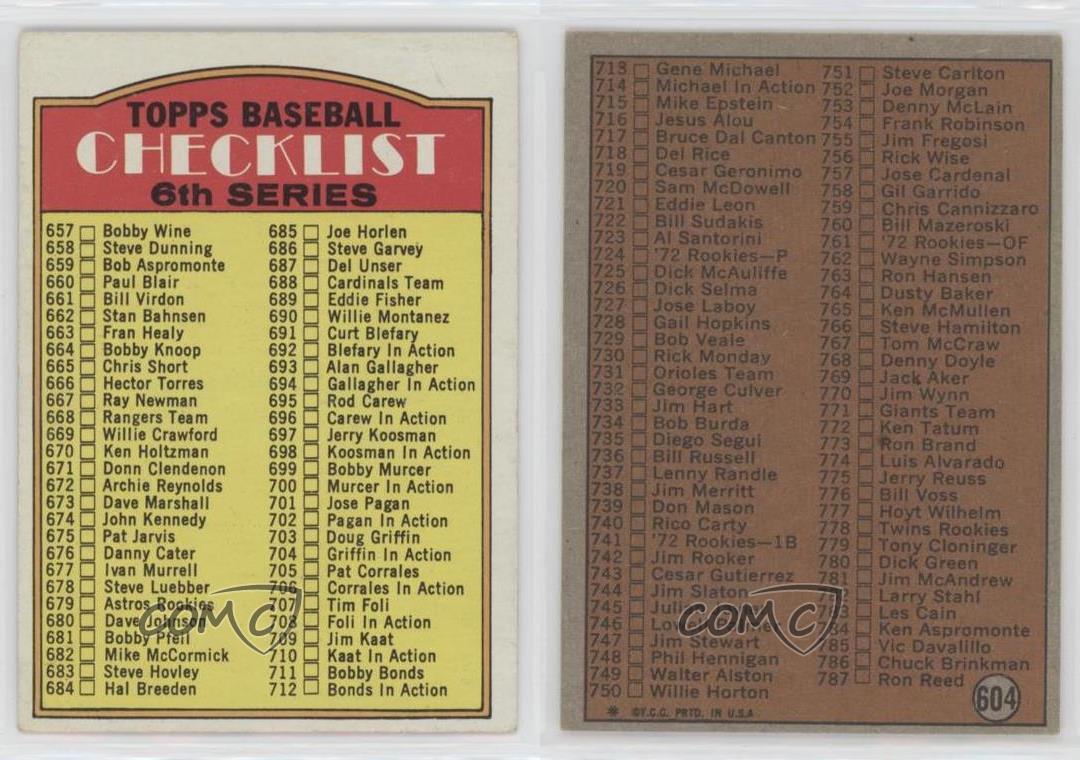 TOPPS BASEBALL
CHECKLIST
6th SERIES
657 Bobby Wine
658 Steve Dunning
659 Bob Aspromonte
660 Paul Blair
661 Bill Virdon
662 Stan Bahnsen
663 Fran Healy
664 Bobby Knoop
665 Chris Short
666 Hector Torres
667 Ray Newman
668 Rangers Team
669 Willie Crawford
670 Ken Holtzman
671 Donn Clendenon
672 Archie Reynolds
673 Dave Marshall
674 John Kennedy
675 Pat Jarvis
676 Danny Cater
677 Ivan Murrell
678 Steve Luebber
679 Astros Rookies
680 Dave Johnson
681 Bobby Pfeil
682 Mike McCormick
683 Steve Hovley
684 Hal Breeden
685 Joe Horlen
686 Steve Garvey
687 Del Unser
688 Cardinals Team
689 Eddie Fisher
690 Willie Montanez
691 Curt Blefary
692 Blefary In Action
693 Alan Gallagher
694 Gallagher In Action
695 Rod Carew
696 Carew In Action
697 Jerry Koosman
698 Koosman In Action
699 Bobby Murcer
700 Murcer In Action
701 Jose Pagan
702 Pagan In Action
703 Doug Griffin
704 Griffin In Action
705 Pat Corrales
706 Corrales In Action
707 Tim Foli
708 Foli In Action
709 Jim Kaat
710 Kaat In Action
711 Bobby Bonds
712 Bonds In Action
COMC
713 Gene Michael
714 Michael In Action
715 Mike Epstein
716 Jesus Alou
717 Bruce Dal Canton
718 Del Rice
719 Cesar Geronimo
720 Sam McDowell
721 Eddie Leon
722 Bill Sudakis
723 Al Santorini
724 '72 Rookies—P
725 Dick McAuliffe
726 Dick Selma
727 Jose Laboy
728 Gail Hopkins
729 Bob Veale
730 Rick Monday
731 Orioles Team
732 George Culver
733 Jim Hart
734 Bob Burda
735 Diego Segui
736 Bill Russell
737 Lenny Randle
738 Jim Merritt
739 Don Mason
740 Rico Carty
741 '72 Rookies—1B
742 Jim Rooker
743 Cesar Gutierrez
744 Jim Slaton
745
746
747 Jim Stewart
748 Phil Hennigan
749 Walter Alston
750 Willie Horton
751 Steve Carlton
752 Joe Morgan
753 Denny McLain
754 Frank Robinson
755 Jim Fregosi
756 Rick Wise
757 Jose Cardenal
758 Gil Garrido
759 Chris Cannizzaro
760 Bill Mazeroski
761 '72 Rookies—OF
762 Wayne Simpson
763 Ron Hansen
764 Dusty Baker
765 Ken McMullen
766 Steve Hamilton
767 Tom McCraw
768 Denny Doyle
769 Jack Aker
770 Jim Wynn
771 Giants Team
772 Ken Tatum
773 Ron Brand
774 Luis Alvarado
775 Jerry Reuss
776 Bill Voss
777 Hoyt Wilhelm
778 Twins Rookies
779 Tony Cloninger
780 Dick Green
781 Jim McAndrew
Larry Stahl
Les Cain
784 Ken Aspromonte
785 Vic Davalillo
786 Chuck Brinkman
787 Ron Reed
COMC
* ©T.C.G. PRTD. IN U.S.A.
604